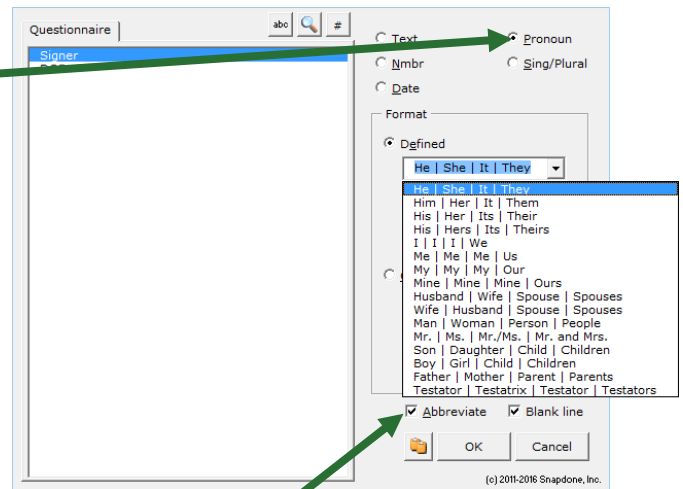 Questionnaire
abc #
Signer
Text
Pronoun
Nmbr
Sing/Plural
Date
Format
Defined
He | She | It | They
He | She | It | They
Him | Her | It | Them
His | Her | Its | Their
His | Hers | Its | Theirs
I | I | I | We
Me | Me | Me | Us
My | My | My | Our
Mine | Mine | Mine | Ours
Husband | Wife | Spouse | Spouses
Wife | Husband | Spouse | Spouses
Man | Woman | Person | People
Mr. | Ms. | Mr./Ms. | Mr. and Mrs.
Son | Daughter | Child | Children
Boy | Girl | Child | Children
Father | Mother | Parent | Parents
Testator | Testatrix | Testator | Testators
Abbreviate
Blank line
OK
Cancel
(c) 2011-2016 Snapdone, Inc.